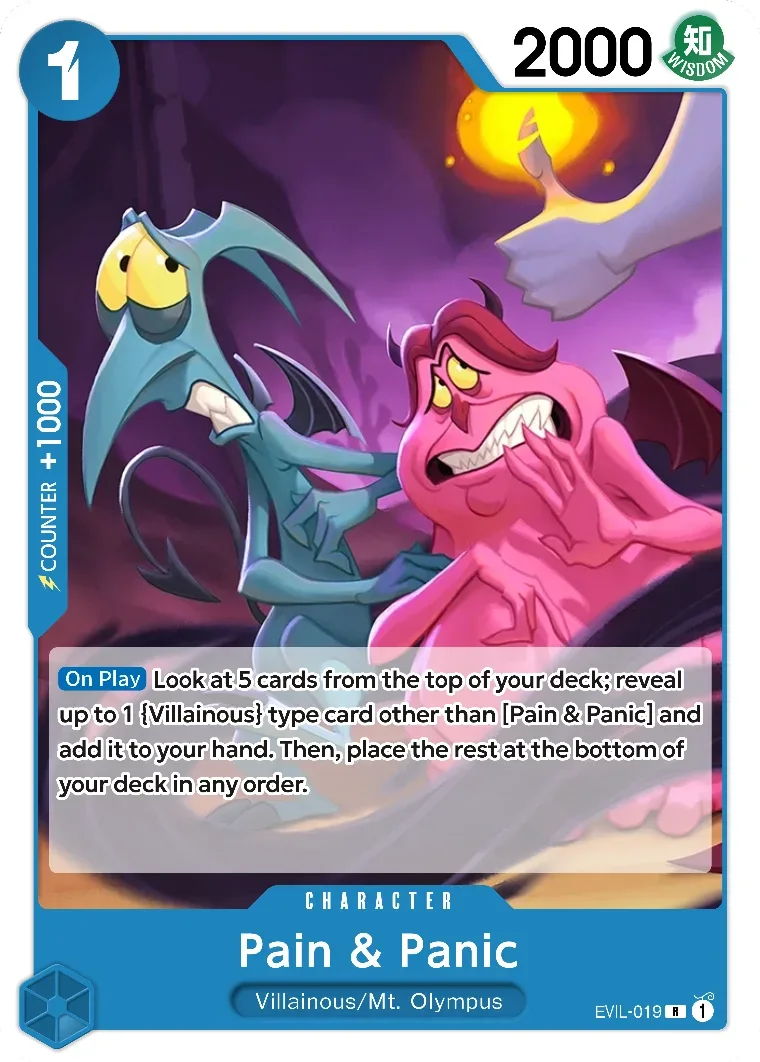 1
2000
知
WISDOM
COUNTER +1000
On Play Look at 5 cards from the top of your deck; reveal
up to 1 {Villainous} type card other than [Pain & Panic] and
add it to your hand. Then, place the rest at the bottom of
your deck in any order.
CHARACTER
Pain & Panic
Villainous/Mt. Olympus
EVIL-019 R 1